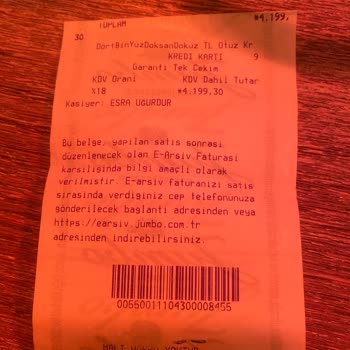 TOPLAM *4.199,
30
DörtBinYüzDoksanDokuz TL Otuz Kr
KREDİ KARTI 9
Garanti Tek Çekim
KDV Oranı KDV Dahil Tutar
%18 *4.199.30
Kasiyer: ESRA UĞURDUR
Bu belge, yapılan satış sonrası
düzenlenecek olan E-Arşiv Faturası
karşılığında bilgi amaçlı olarak
verilmiştir. E-arşiv faturanızı satış
sırasında verdiğiniz cep telefonunuza
gönderilecek bağlantı adresinden veya
https://earsiv.jumbo.com.tr
adresinden indirebilirsiniz.
00550011104300008455
MALİ